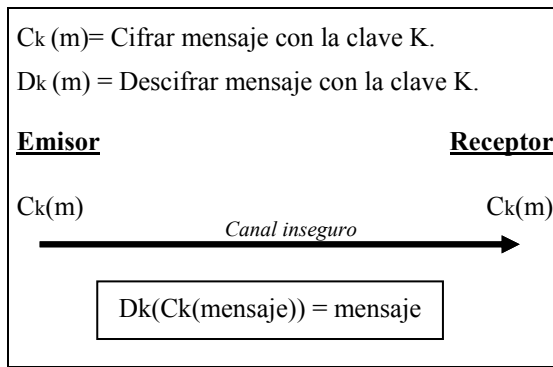 Ck (m)= Cifrar mensaje con la clave K.
Dk (m) = Descifrar mensaje con la clave K.
Emisor Receptor
Ck(m) Ck(m)
Canal inseguro
Dk(Ck(mensaje)) = mensaje